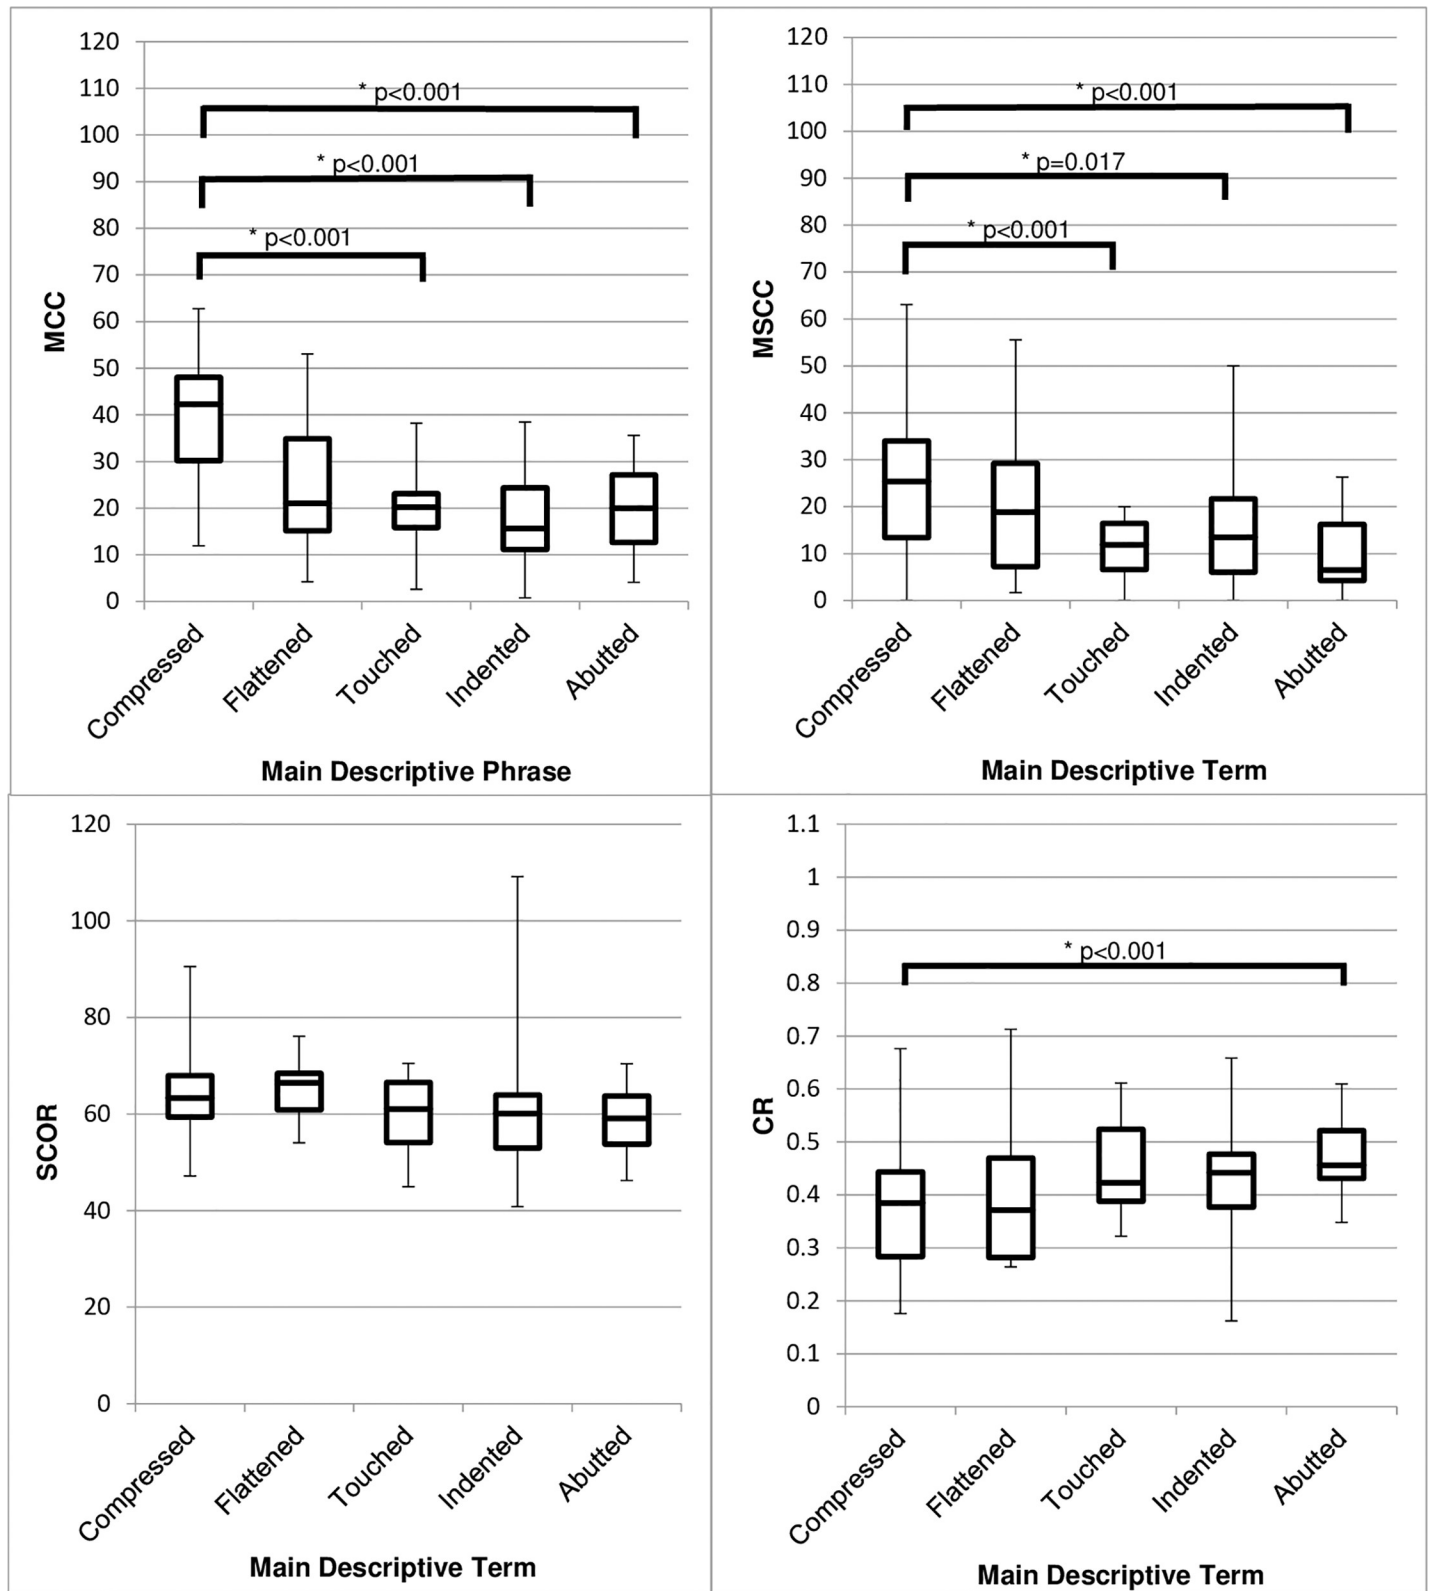 120
110
100
90
80
70
60
50
40
30
20
10
0
MCC
* p<0.001
* p<0.001
* p<0.001
Compressed
Flattened
Touched
Indented
Abutted
Main Descriptive Phrase
120
110
100
90
80
70
60
50
40
30
20
10
0
MSCC
* p<0.001
* p=0.017
* p<0.001
Compressed
Flattened
Touched
Indented
Abutted
Main Descriptive Term
120
100
80
60
40
20
0
SCOR
Compressed
Flattened
Touched
Indented
Abutted
Main Descriptive Term
1.1
1
0.9
0.8
0.7
0.6
0.5
0.4
0.3
0.2
0.1
0
CR
* p<0.001
Compressed
Flattened
Touched
Indented
Abutted
Main Descriptive Term